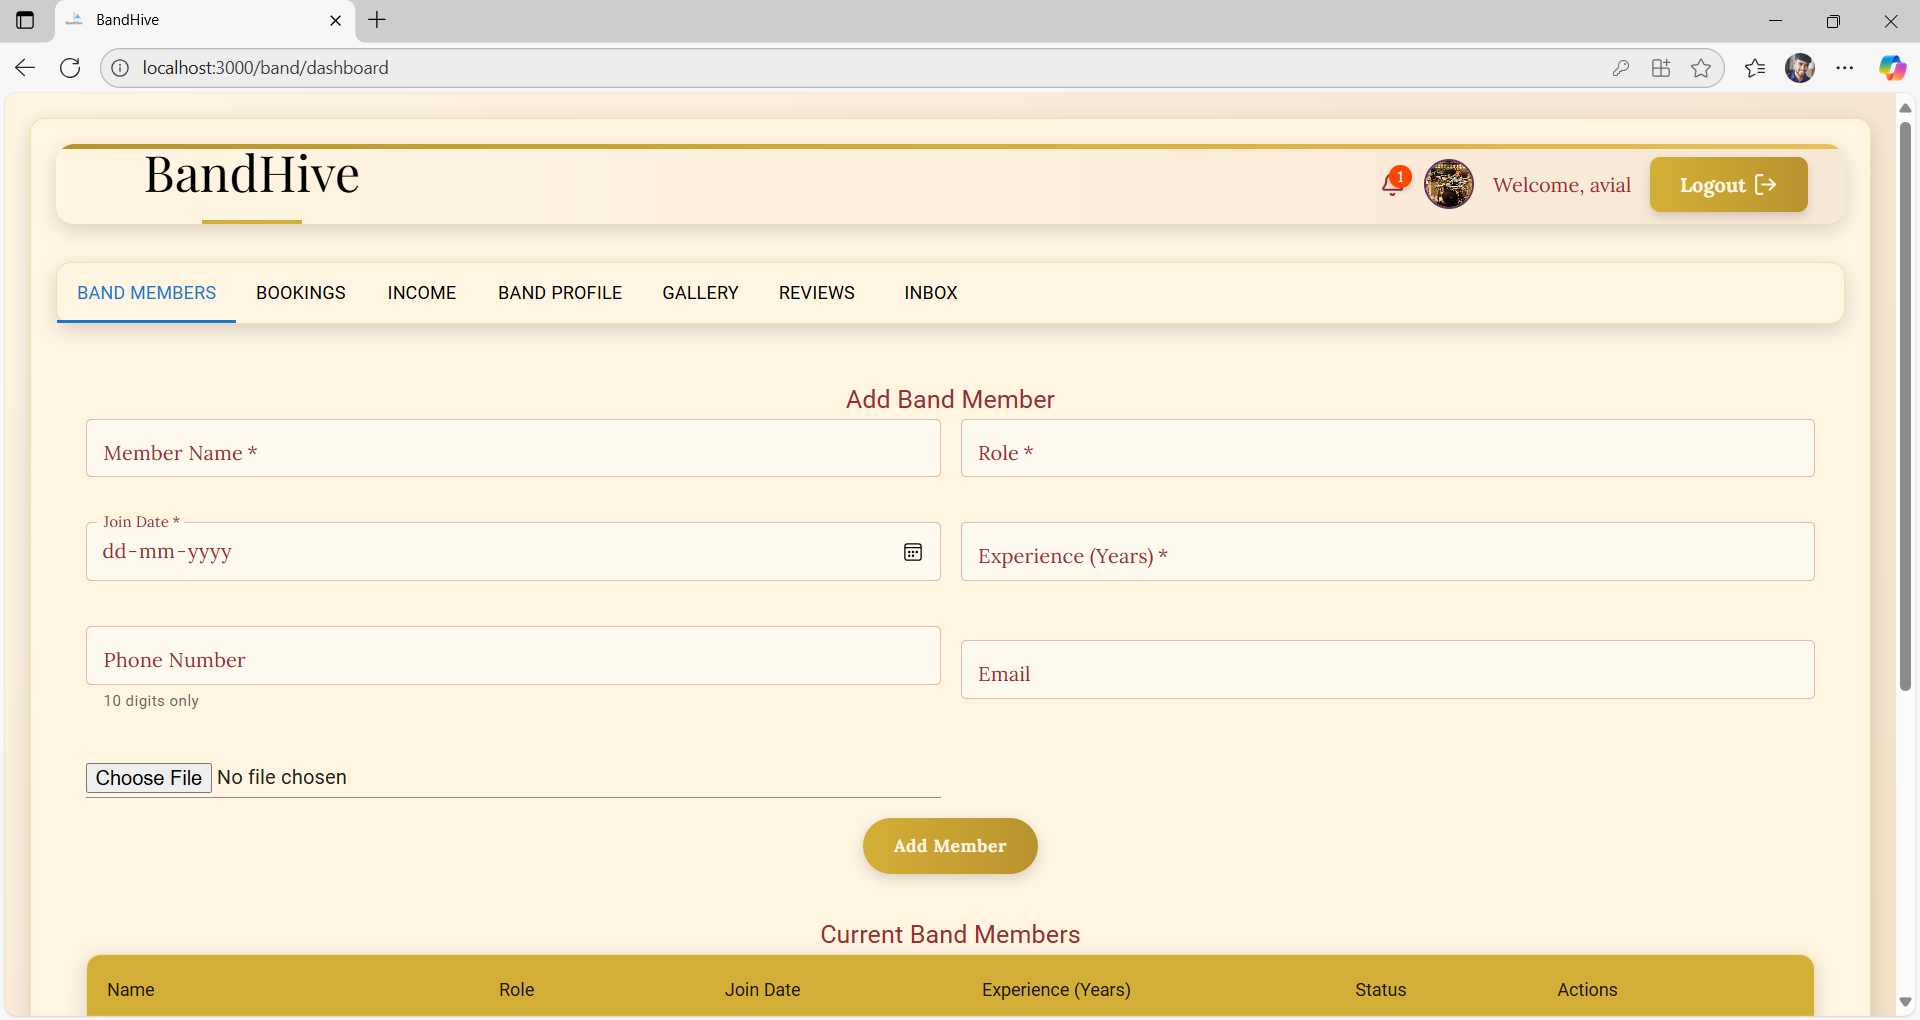 BandHive
localhost:3000/band/dashboard
BandHive
1
Welcome, avial
Logout
BAND MEMBERS BOOKINGS INCOME BAND PROFILE GALLERY REVIEWS INBOX
Add Band Member
Member Name *
Role *
Join Date *
dd-mm-yyyy
Experience (Years) *
Phone Number
10 digits only
Email
Choose File No file chosen
Add Member
Current Band Members
Name Role Join Date Experience (Years) Status Actions